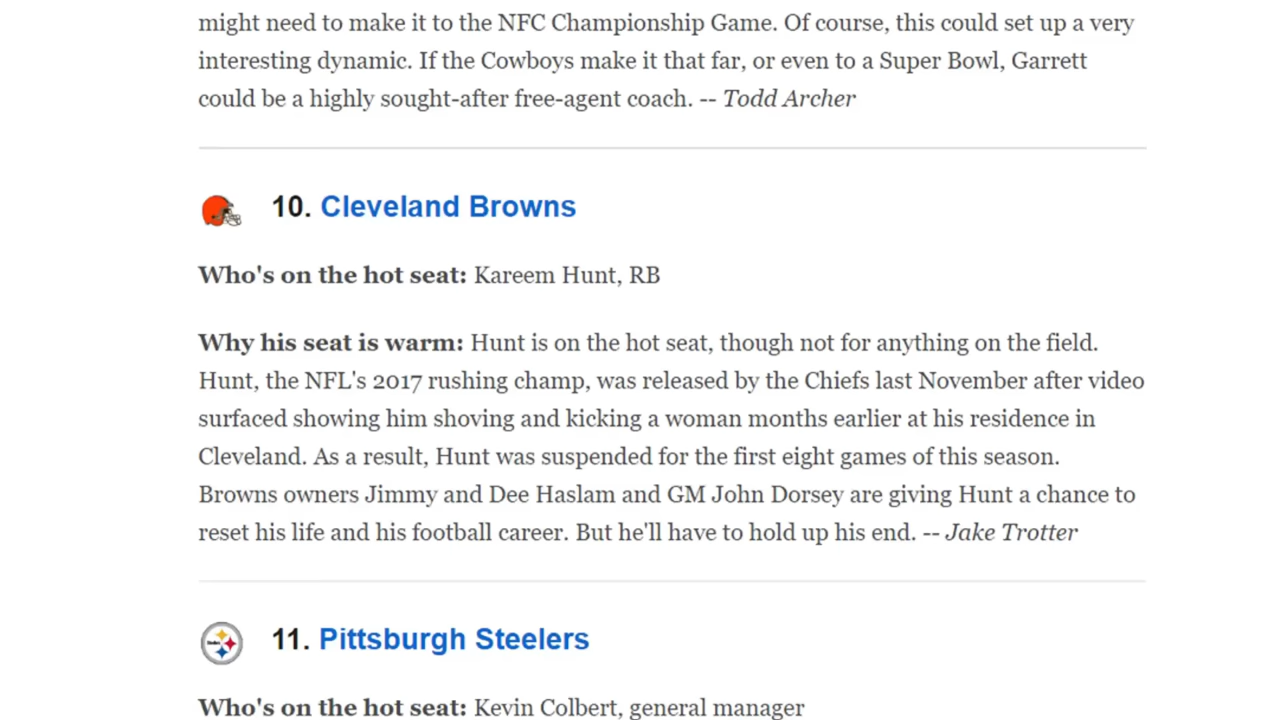 might need to make it to the NFC Championship Game. Of course, this could set up a very
interesting dynamic. If the Cowboys make it that far, or even to a Super Bowl, Garrett
could be a highly sought-after free-agent coach. -- Todd Archer
10. Cleveland Browns
Who's on the hot seat: Kareem Hunt, RB
Why his seat is warm: Hunt is on the hot seat, though not for anything on the field.
Hunt, the NFL's 2017 rushing champ, was released by the Chiefs last November after video
surfaced showing him shoving and kicking a woman months earlier at his residence in
Cleveland. As a result, Hunt was suspended for the first eight games of this season.
Browns owners Jimmy and Dee Haslam and GM John Dorsey are giving Hunt a chance to
reset his life and his football career. But he'll have to hold up his end. -- Jake Trotter
11. Pittsburgh Steelers
Who's on the hot seat: Kevin Colbert, general manager